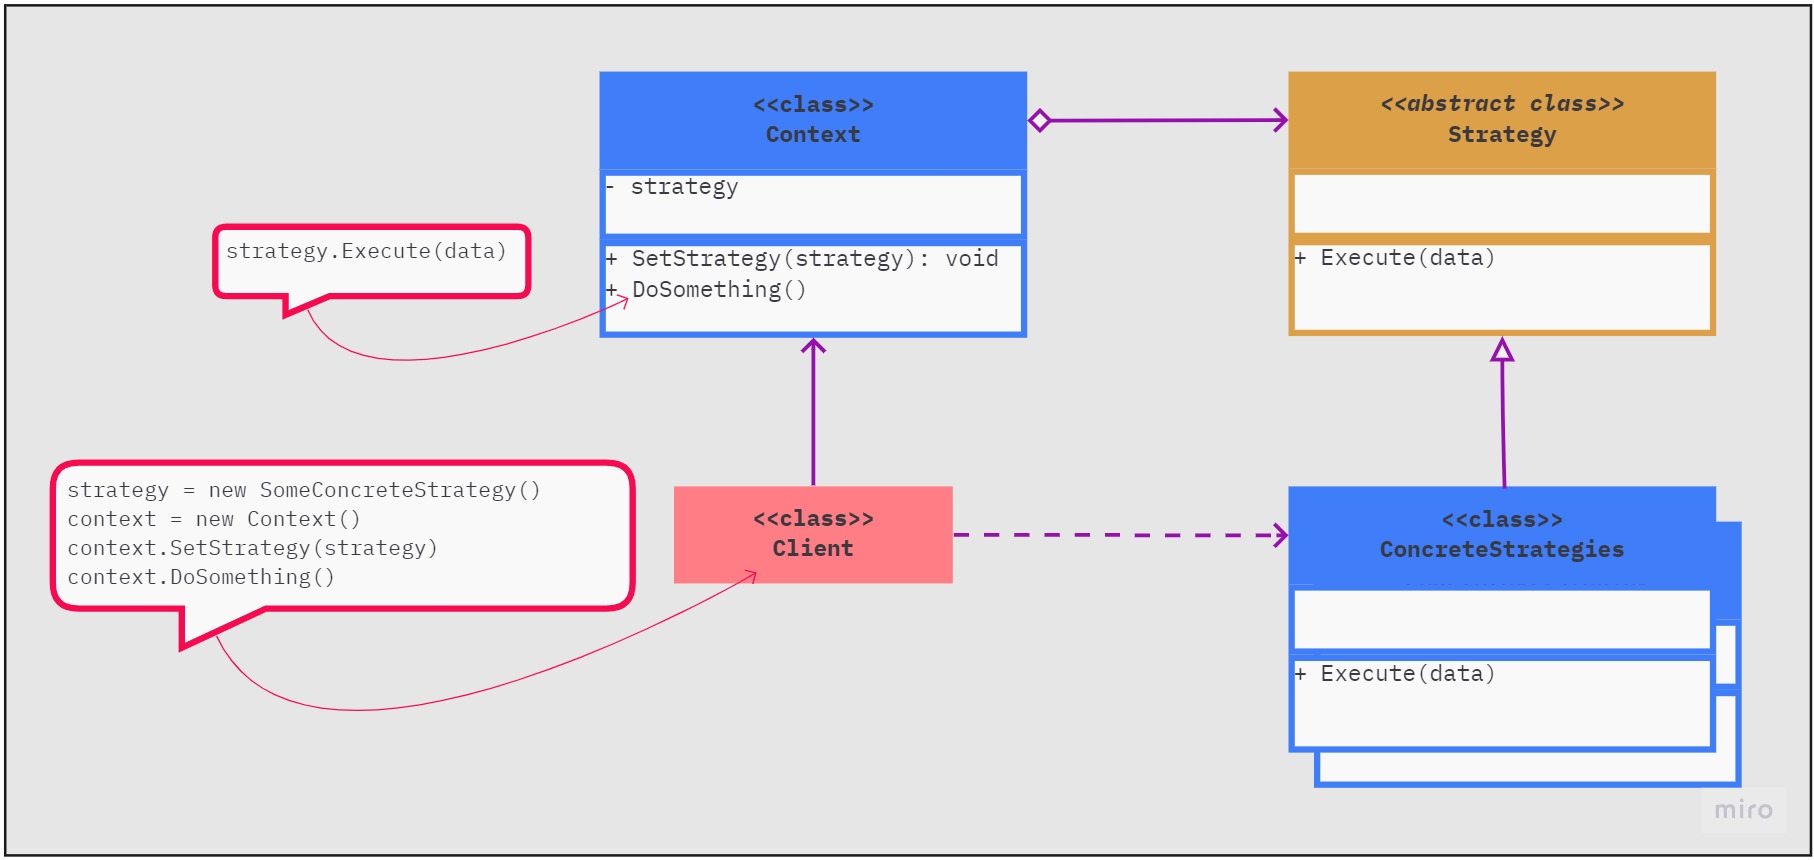 <<class>>
Context
- strategy
+ SetStrategy(strategy): void
+ DoSomething()
<<abstract class>>
Strategy
+ Execute(data)
strategy.Execute(data)
strategy = new SomeConcreteStrategy()
context = new Context()
context.SetStrategy(strategy)
context.DoSomething()
<<class>>
Client
<<class>>
ConcreteStrategies
+ Execute(data)
miro